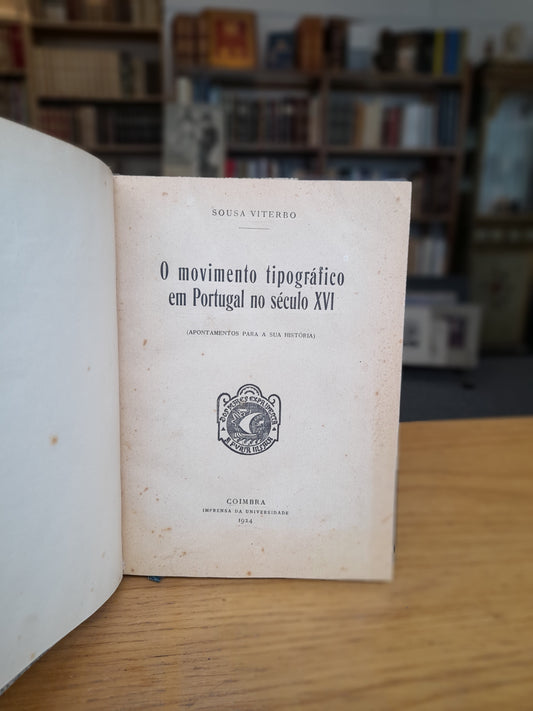 SOUSA VITERBO
O movimento tipográfico
em Portugal no século XVI
(APONTAMENTOS PARA A SUA HISTÓRIA)
COIMBRA
IMPRENSA DA UNIVERSIDADE
1924